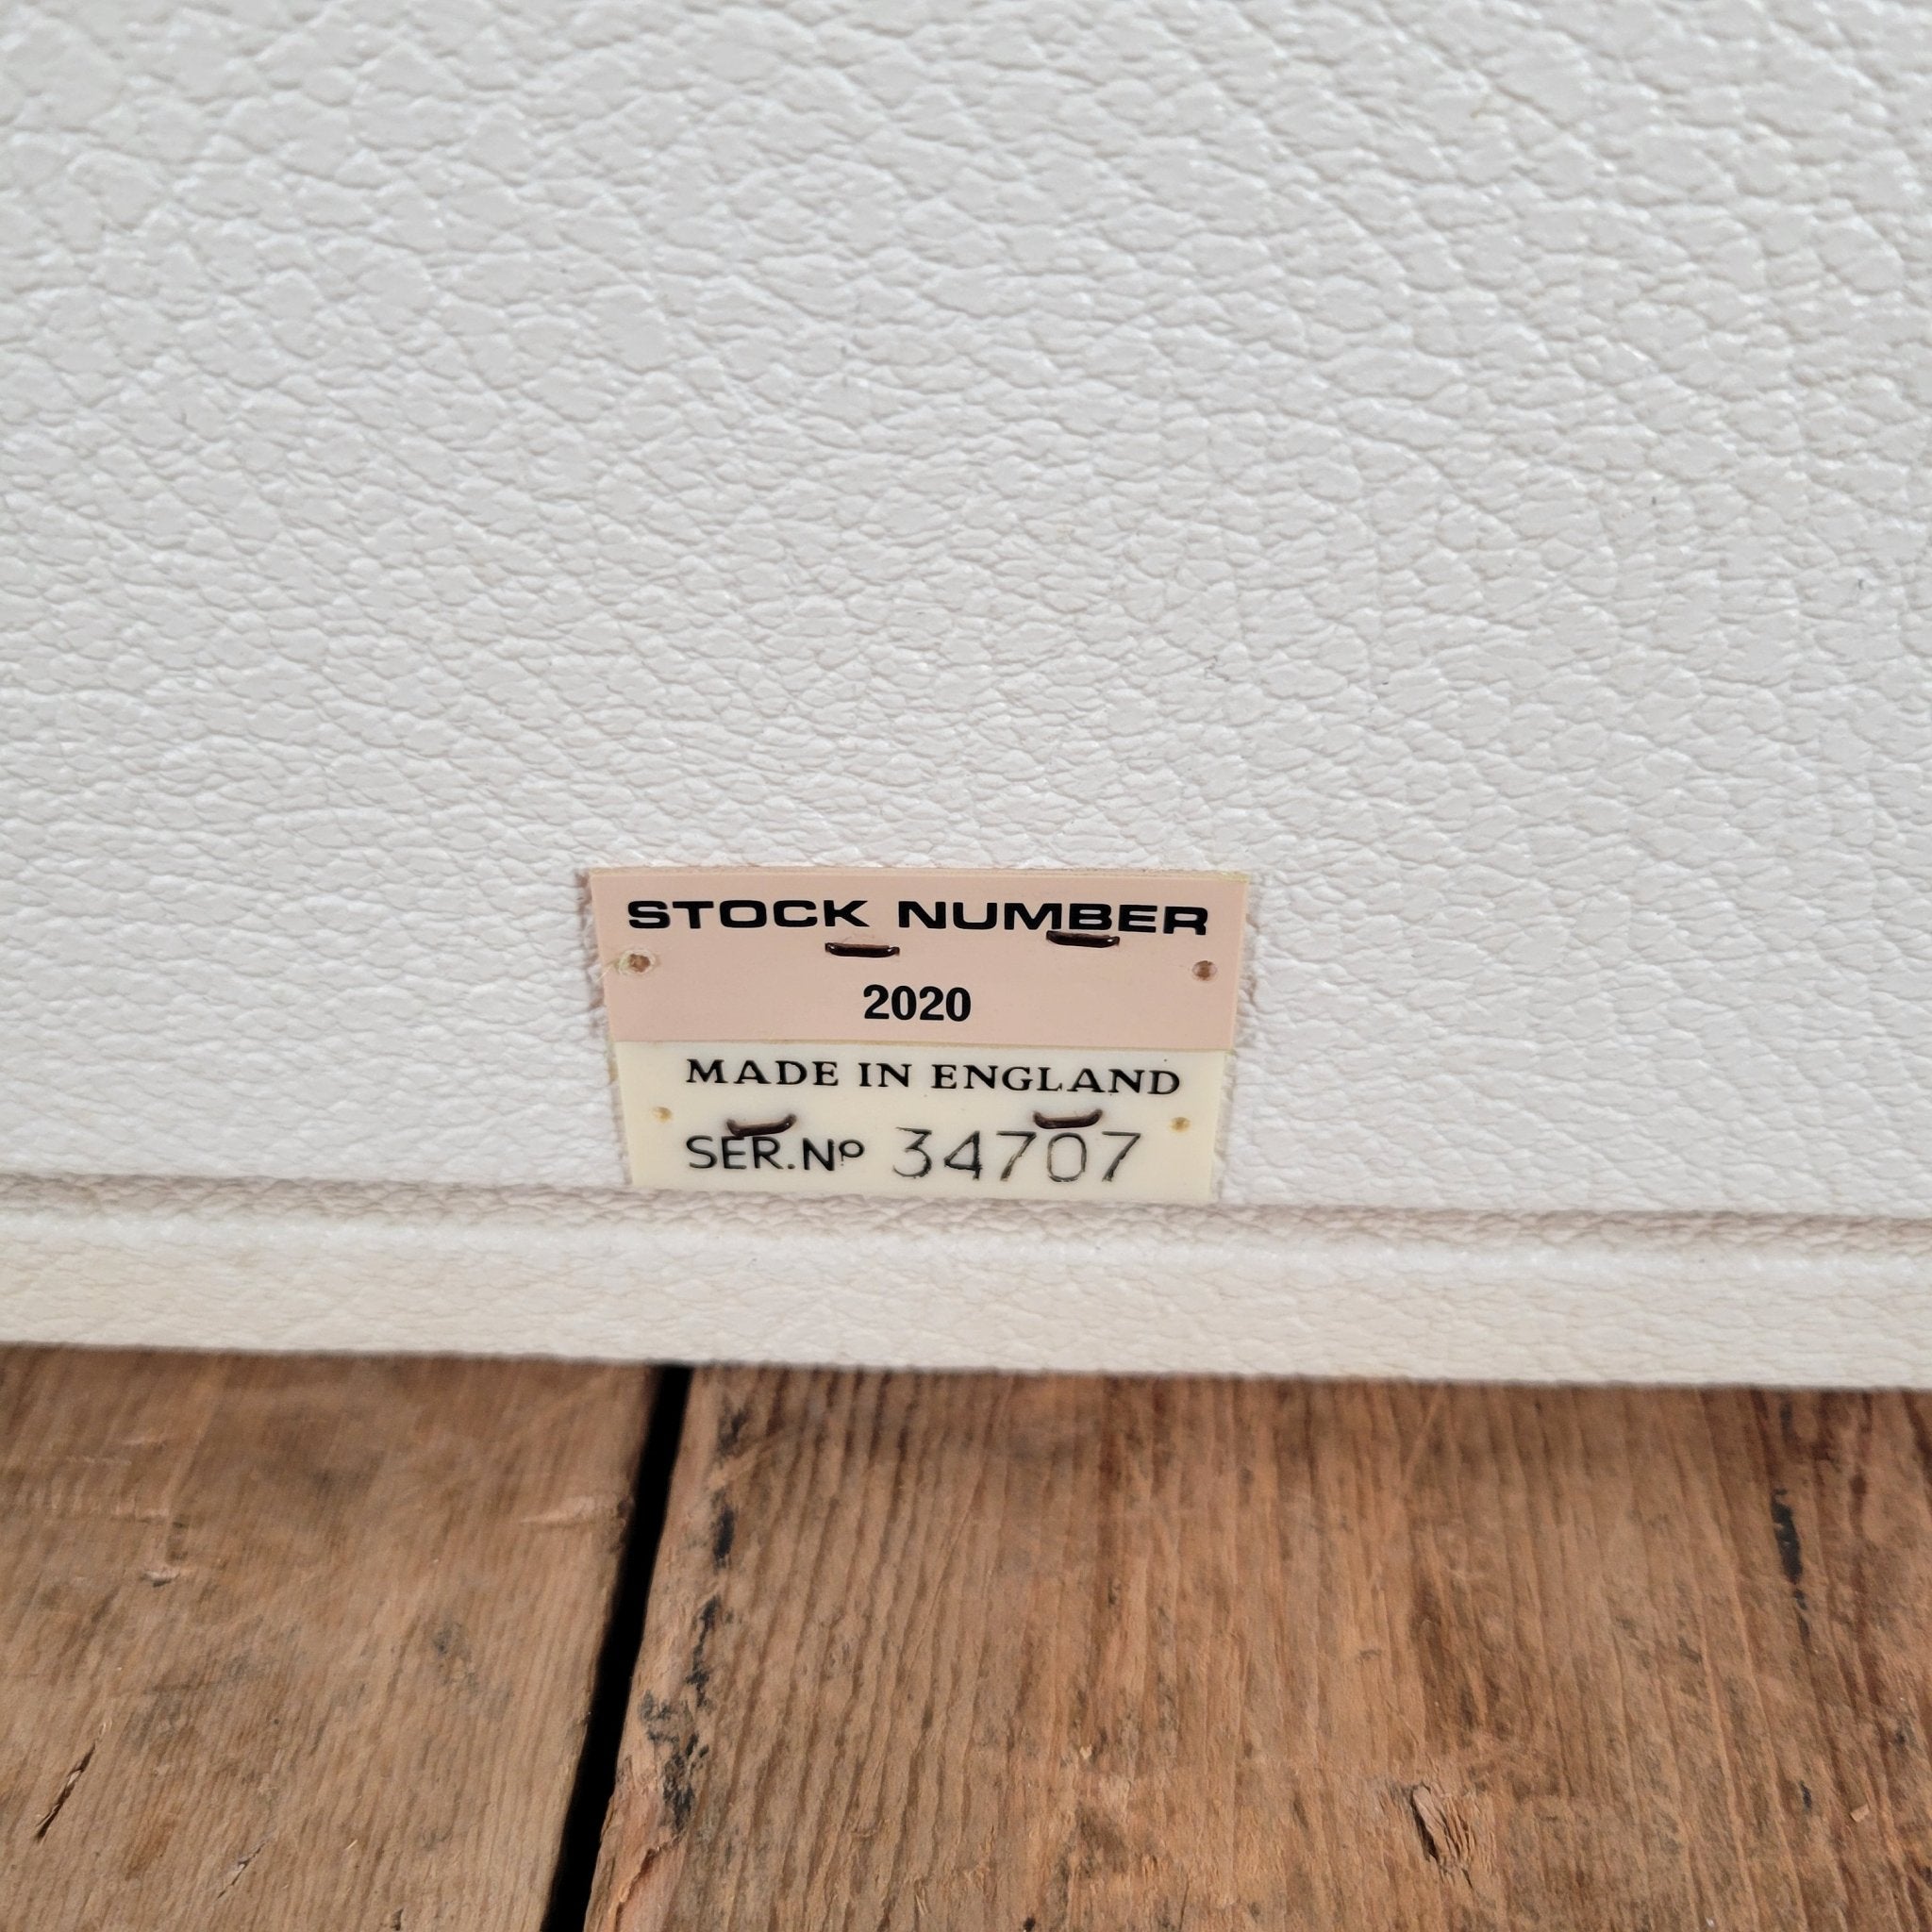 STOCK NUMBER
2020
MADE IN ENGLAND
SER.Nº 34707